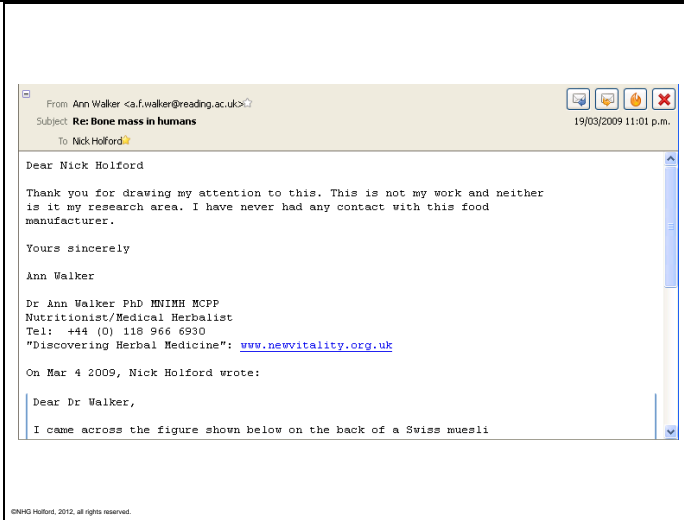 From Ann Walker <a.f.walker@reading.ac.uk>
Subject Re: Bone mass in humans
19/03/2009 11:01 p.m.
To Nick Holford
Dear Nick Holford
Thank you for drawing my attention to this. This is not my work and neither
is it my research area. I have never had any contact with this food
manufacturer.
Yours sincerely
Ann Walker
Dr Ann Walker PhD MNIMH MCPP
Nutritionist/Medical Herbalist
Tel: +44 (0) 118 966 6930
"Discovering Herbal Medicine": www.newvitality.org.uk
On Mar 4 2009, Nick Holford wrote:
Dear Dr Walker,
I came across the figure shown below on the back of a Swiss muesli
©NHG Holford, 2012, all rights reserved.